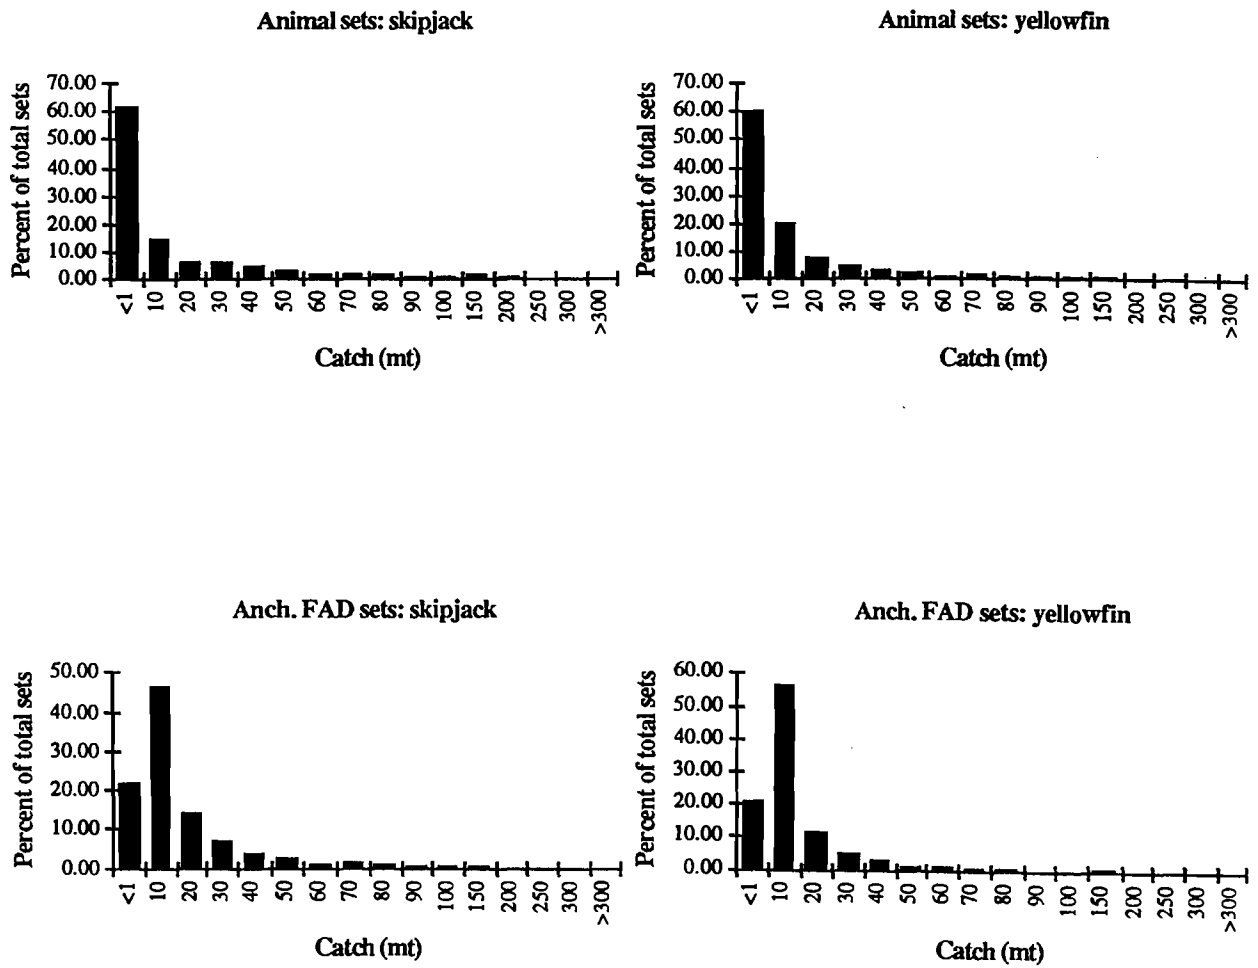 Animal sets: skipjack
Percent of total sets
70.00
60.00
50.00
40.00
30.00
20.00
10.00
0.00
<1 10 20 30 40 50 60 70 80 90 100 150 200 250 300 >300
Catch (mt)
Animal sets: yellowfin
Percent of total sets
70.00
60.00
50.00
40.00
30.00
20.00
10.00
0.00
<1 10 20 30 40 50 60 70 80 90 100 150 200 250 300 >300
Catch (mt)
Anch. FAD sets: skipjack
Percent of total sets
50.00
40.00
30.00
20.00
10.00
0.00
<1 10 20 30 40 50 60 70 80 90 100 150 200 250 300 >300
Catch (mt)
Anch. FAD sets: yellowfin
Percent of total sets
60.00
50.00
40.00
30.00
20.00
10.00
0.00
<1 10 20 30 40 50 60 70 80 90 100 150 200 250 300 >300
Catch (mt)